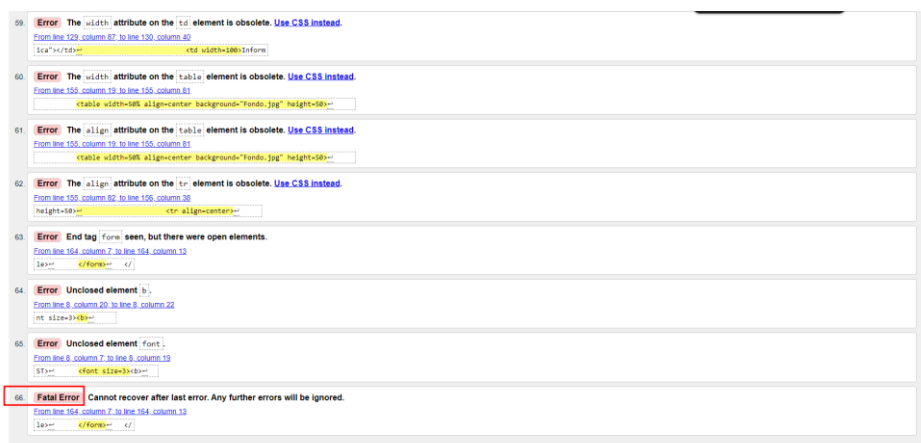 59. Error The width attribute on the td element is obsolete. Use CSS instead.
From line 129, column 87; to line 130, column 40
ica"></td>↩ <td width=100>Inform
60. Error The width attribute on the table element is obsolete. Use CSS instead.
From line 155, column 19; to line 155, column 81
<table width=50% align=center background="Fondo.jpg" height=50>↩
61. Error The align attribute on the table element is obsolete. Use CSS instead.
From line 155, column 19; to line 155, column 81
<table width=50% align=center background="Fondo.jpg" height=50>↩
62. Error The align attribute on the tr element is obsolete. Use CSS instead.
From line 155, column 82; to line 156, column 38
height=50>↩ <tr align=center>↩
63. Error End tag form seen, but there were open elements.
From line 164, column 7; to line 164, column 13
le>↩ </form>↩ </
64. Error Unclosed element b.
From line 8, column 20; to line 8, column 22
nt size=3><b>↩
65. Error Unclosed element font.
From line 8, column 7; to line 8, column 19
ST>↩ <font size=3><b>↩
66. Fatal Error Cannot recover after last error. Any further errors will be ignored.
From line 164, column 7; to line 164, column 13
le>↩ </form>↩ </